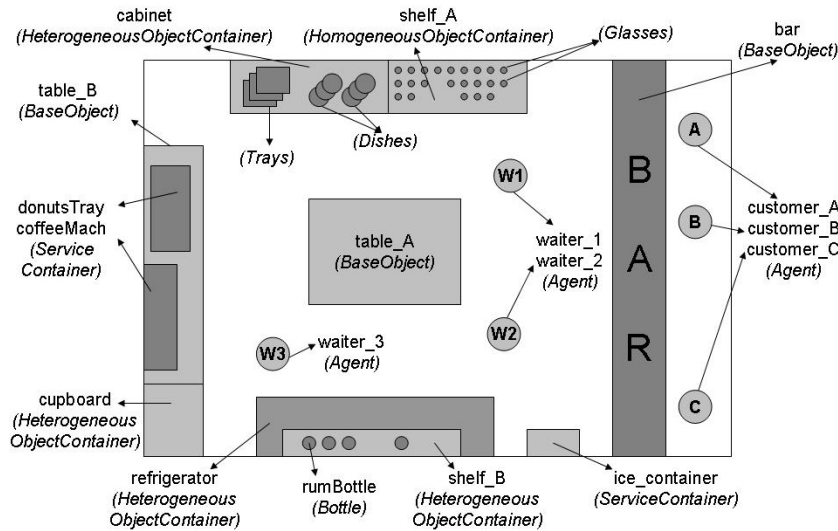 cabinet
(HeterogeneousObjectContainer)
shelf_A
(HomogeneousObjectContainer)
(Glasses)
bar
(BaseObject)
table_B
(BaseObject)
(Trays)
(Dishes)
A
W1
B
B
A
R
donutsTray
coffeeMach
(Service
Container)
table_A
(BaseObject)
waiter_1
waiter_2
(Agent)
customer_A
customer_B
customer_C
(Agent)
W2
W3
waiter_3
(Agent)
C
cupboard
(Heterogeneous
ObjectContainer)
refrigerator
(Heterogeneous
ObjectContainer)
rumBottle
(Bottle)
shelf_B
(Heterogeneous
ObjectContainer)
ice_container
(ServiceContainer)